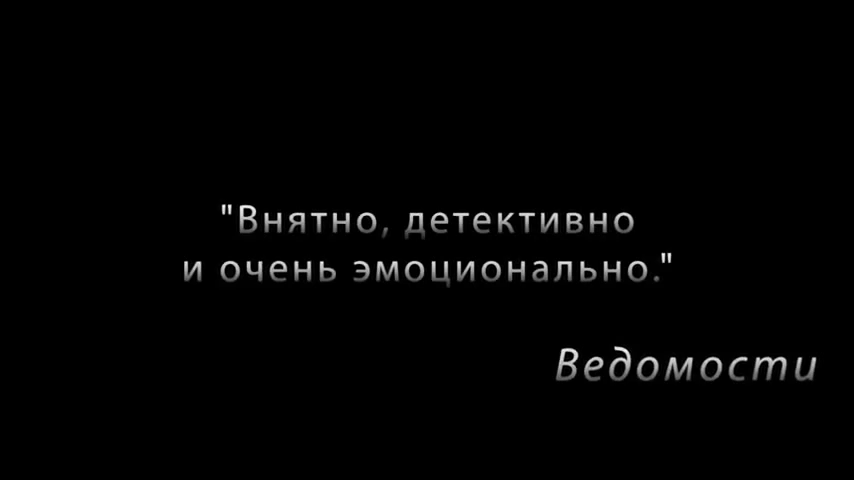 "Внятно, детективно
и очень эмоционально."
Ведомости